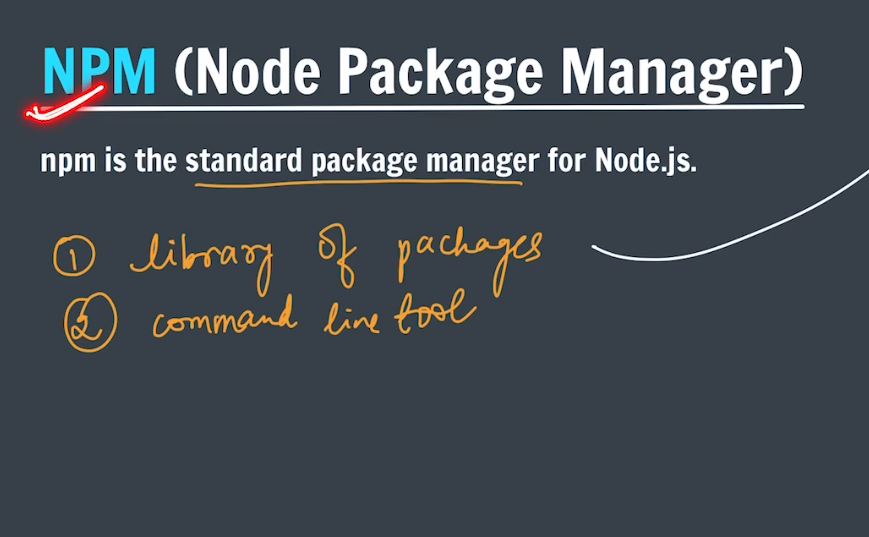 NPM (Node Package Manager)
npm is the standard package manager for Node.js.
① library of packages
② command line tool